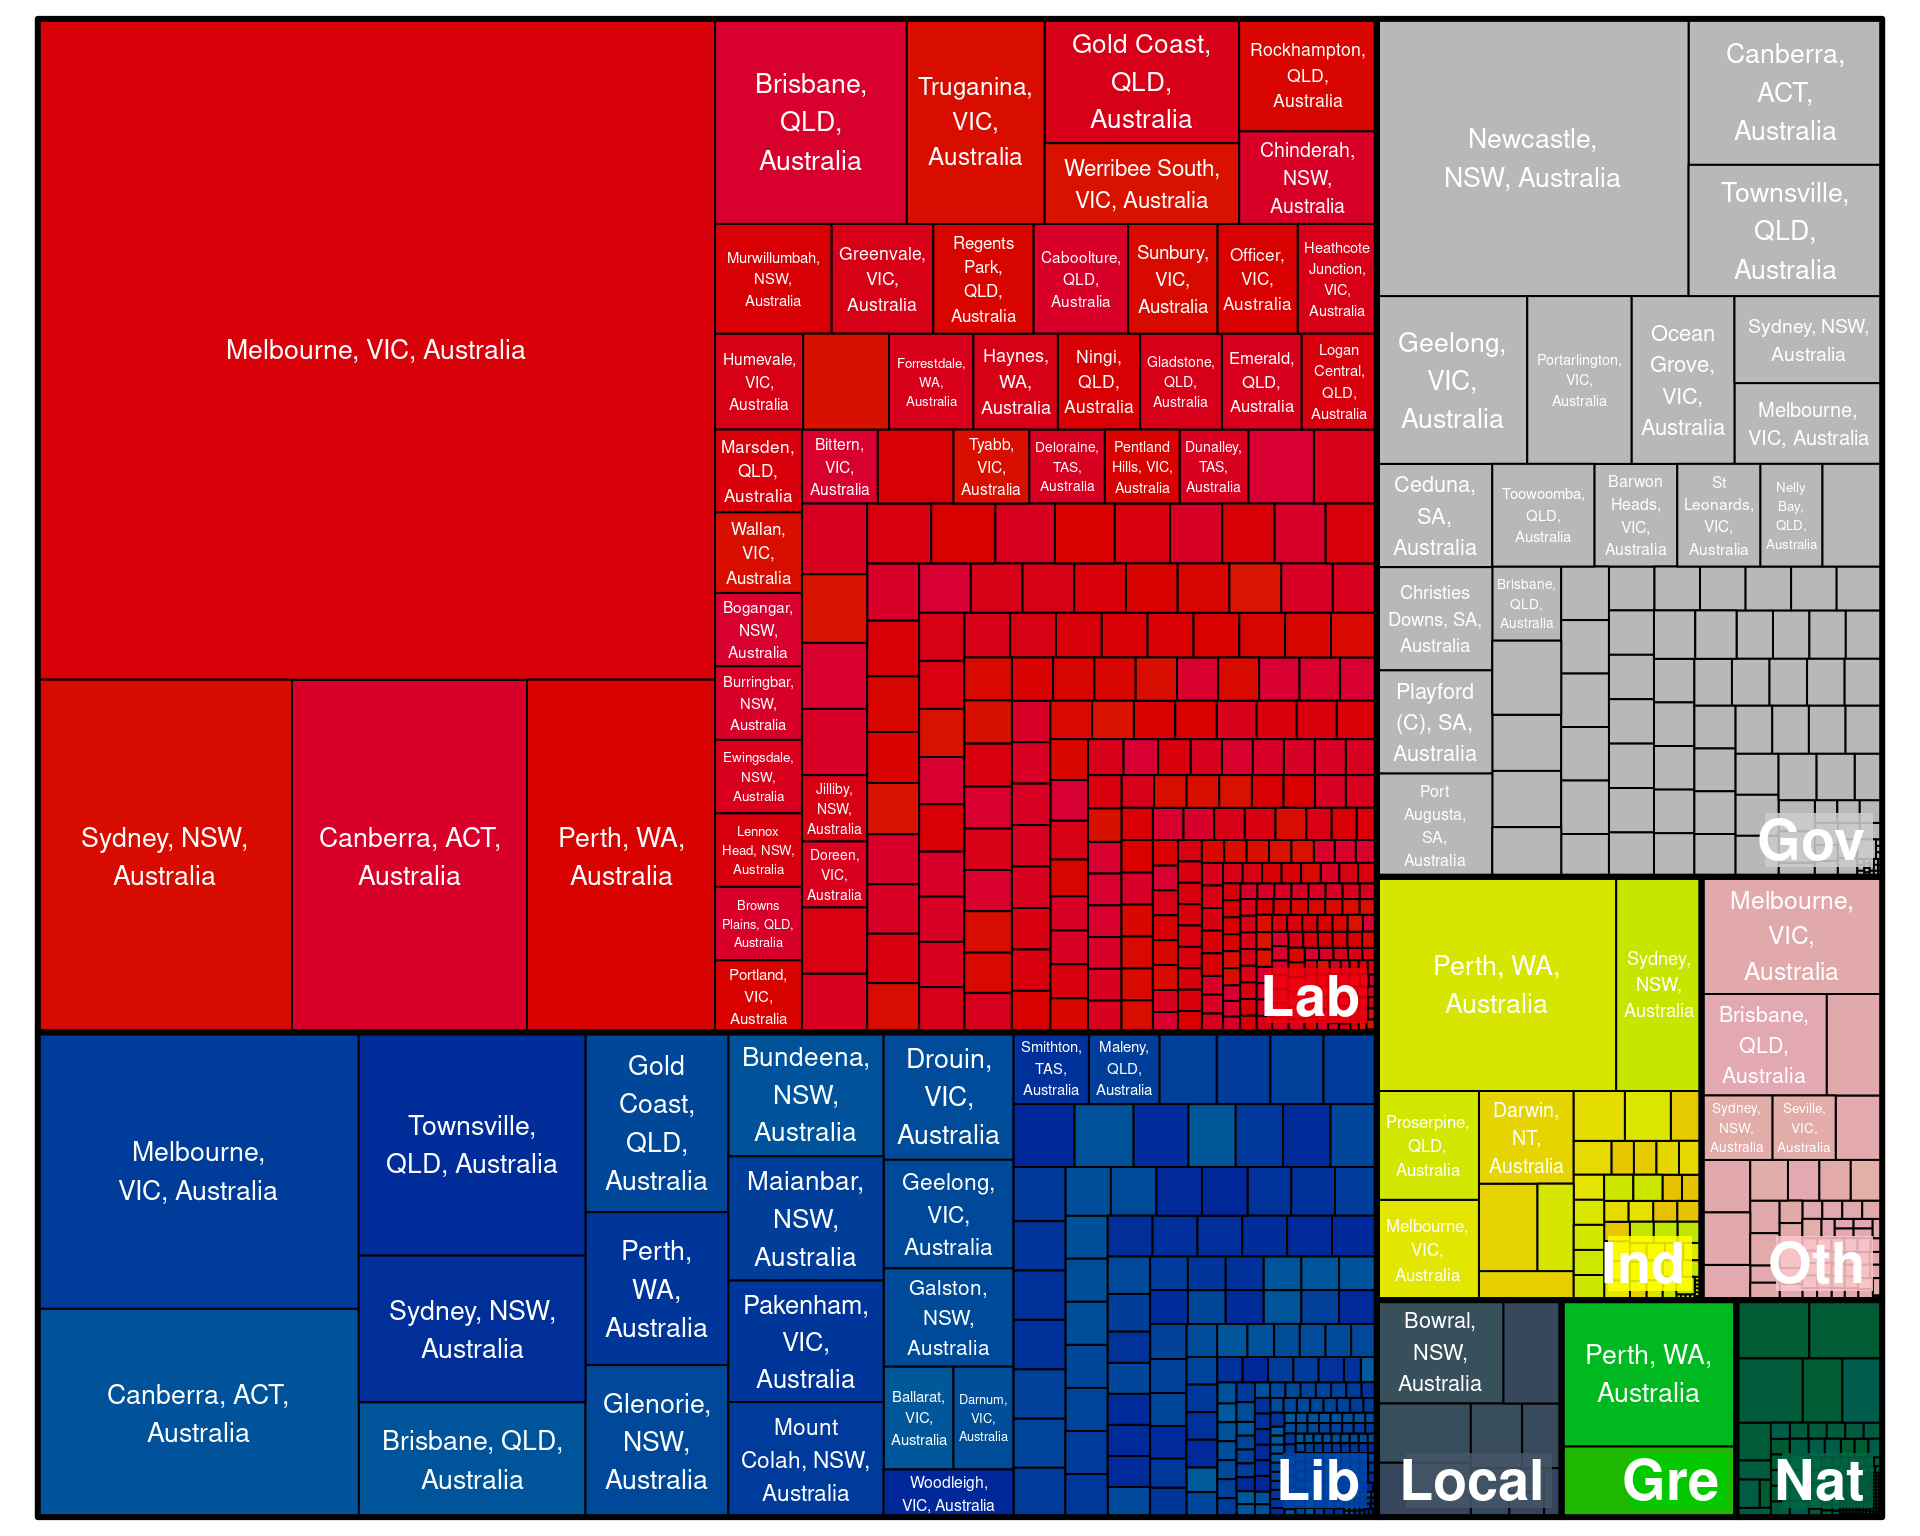 Melbourne, VIC, Australia
Sydney, NSW,
Australia
Canberra, ACT,
Australia
Perth, WA,
Australia
Brisbane,
QLD,
Australia
Truganina,
VIC,
Australia
Gold Coast,
QLD,
Australia
Werribee South,
VIC, Australia
Rockhampton,
QLD,
Australia
Chinderah,
NSW,
Australia
Murwillumbah,
NSW,
Australia
Greenvale,
VIC,
Australia
Regents
Park,
QLD,
Australia
Caboolture,
QLD,
Australia
Sunbury,
VIC,
Australia
Officer,
VIC,
Australia
Heathcote
Junction,
VIC,
Australia
Humevale,
VIC,
Australia
Forrestdale,
WA,
Australia
Haynes,
WA,
Australia
Ningi,
QLD,
Australia
Gladstone,
QLD,
Australia
Emerald,
QLD,
Australia
Logan
Central,
QLD,
Australia
Marsden,
QLD,
Australia
Bittern,
VIC,
Australia
Tyabb,
VIC,
Australia
Deloraine,
TAS,
Australia
Pentland
Hills, VIC,
Australia
Dunalley,
TAS,
Australia
Wallan,
VIC,
Australia
Bogangar,
NSW,
Australia
Burringbar,
NSW,
Australia
Ewingsdale,
NSW,
Australia
Lennox
Head, NSW,
Australia
Browns
Plains, QLD,
Australia
Portland,
VIC,
Australia
Jilliby,
NSW,
Australia
Doreen,
VIC,
Australia
Lab
Newcastle,
NSW, Australia
Canberra,
ACT,
Australia
Townsville,
QLD,
Australia
Geelong,
VIC,
Australia
Portarlington,
VIC,
Australia
Ocean
Grove,
VIC,
Australia
Sydney, NSW,
Australia
Melbourne,
VIC, Australia
Ceduna,
SA,
Australia
Toowoomba,
QLD,
Australia
Barwon
Heads,
VIC,
Australia
St
Leonards,
VIC,
Australia
Nelly
Bay,
QLD,
Australia
Christies
Downs, SA,
Australia
Brisbane,
QLD,
Australia
Playford
(C), SA,
Australia
Port
Augusta,
SA,
Australia
Gov
Melbourne,
VIC, Australia
Canberra, ACT,
Australia
Townsville,
QLD, Australia
Sydney, NSW,
Australia
Brisbane, QLD,
Australia
Gold
Coast,
QLD,
Australia
Perth,
WA,
Australia
Glenorie,
NSW,
Australia
Bundeena,
NSW,
Australia
Maianbar,
NSW,
Australia
Pakenham,
VIC,
Australia
Mount
Colah, NSW,
Australia
Drouin,
VIC,
Australia
Geelong,
VIC,
Australia
Galston,
NSW,
Australia
Ballarat,
VIC,
Australia
Darnum,
VIC,
Australia
Woodleigh,
VIC, Australia
Smithton,
TAS,
Australia
Maleny,
QLD,
Australia
Lib
Perth, WA,
Australia
Sydney,
NSW,
Australia
Proserpine,
QLD,
Australia
Darwin,
NT,
Australia
Melbourne,
VIC,
Australia
Ind
Melbourne,
VIC,
Australia
Brisbane,
QLD,
Australia
Sydney,
NSW,
Australia
Seville,
VIC,
Australia
Oth
Bowral,
NSW,
Australia
Local
Perth, WA,
Australia
Gre
Nat